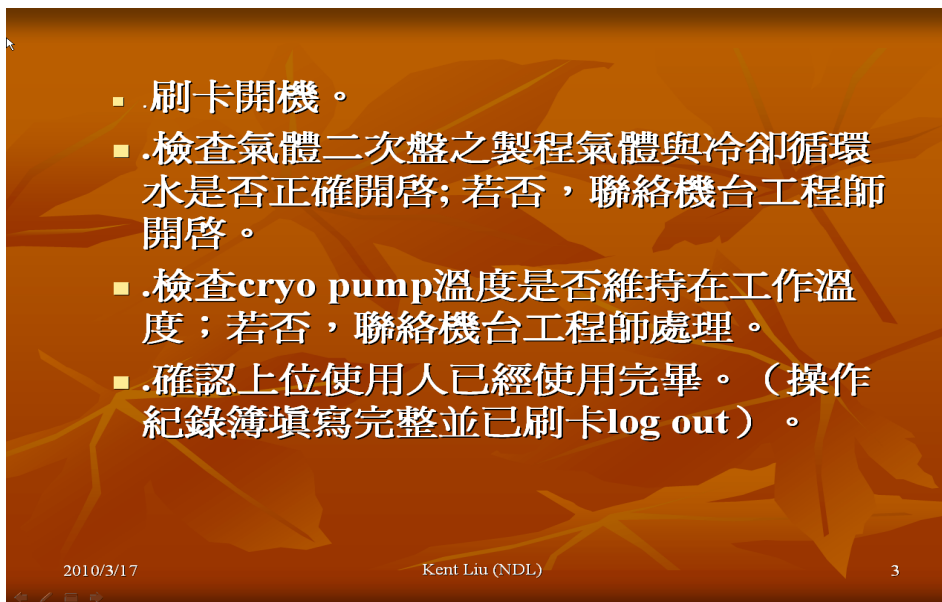 .刷卡開機。
.檢查氣體二次盤之製程氣體與冷卻循環
水是否正確開啓; 若否，聯絡機台工程師
開啓。
.檢查cryo pump溫度是否維持在工作溫
度；若否，聯絡機台工程師處理。
.確認上位使用人已經使用完畢。（操作
紀錄簿填寫完整並已刷卡log out）。
2010/3/17
Kent Liu (NDL)
3